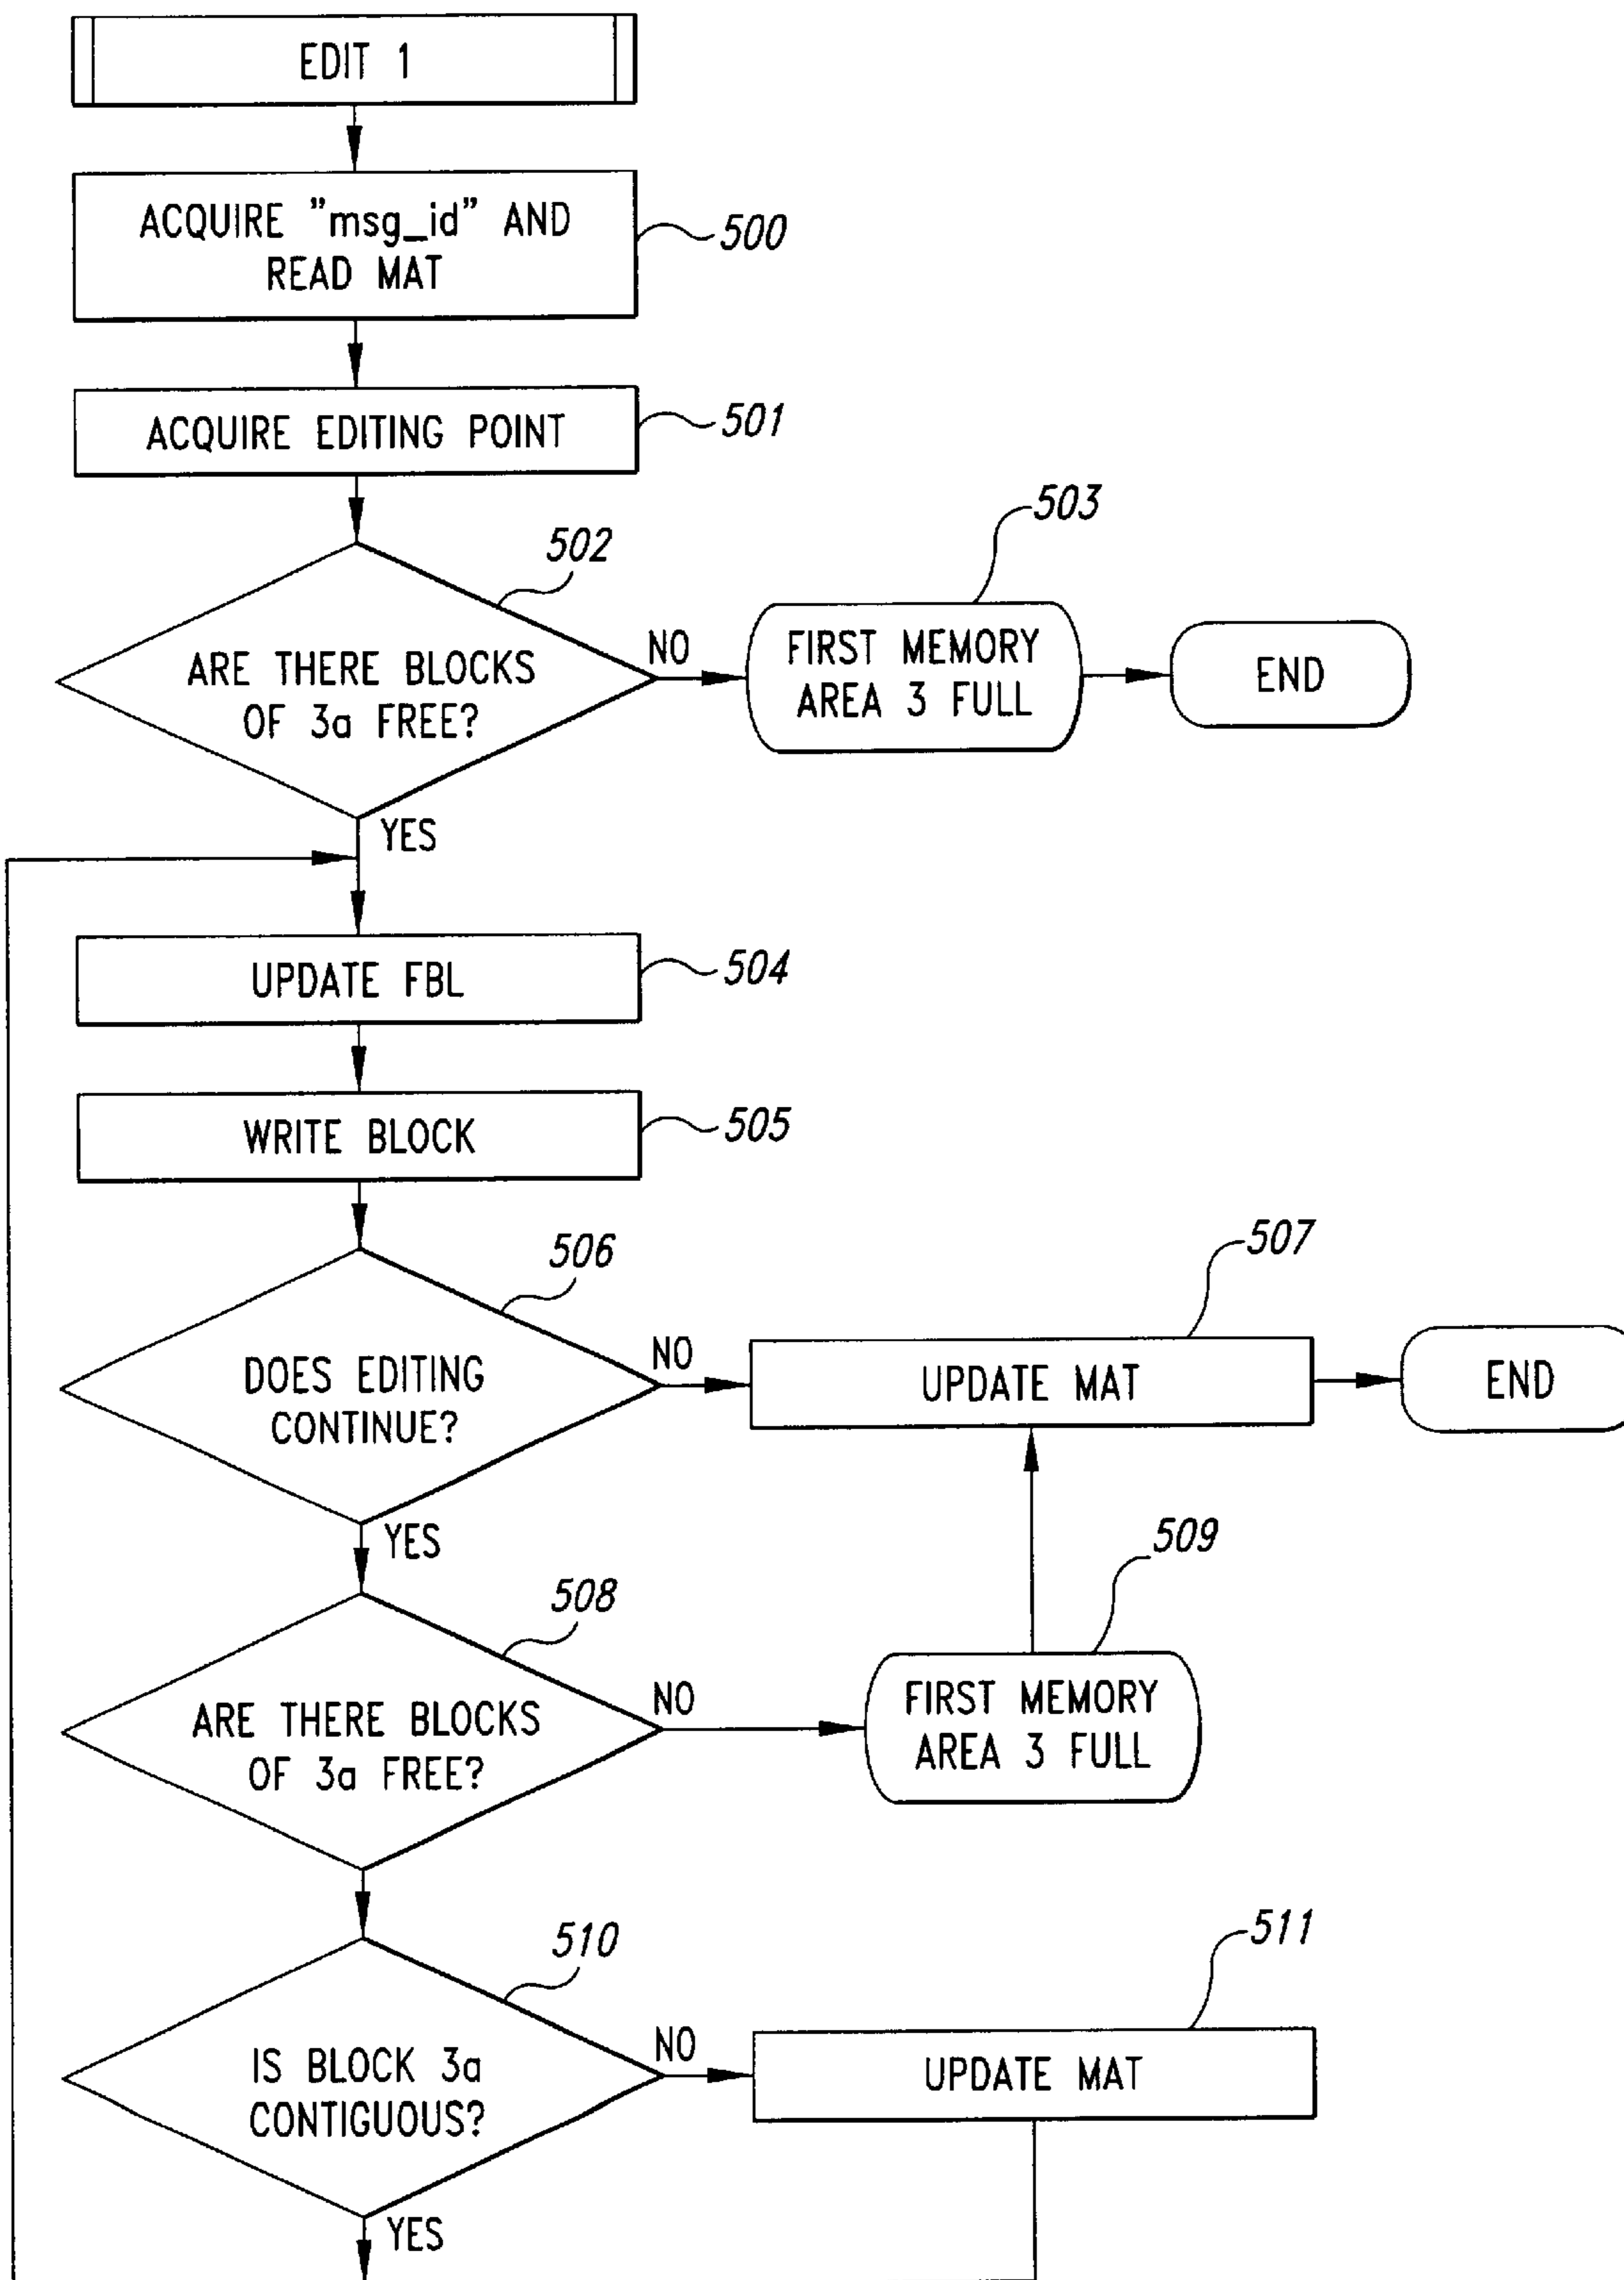 EDIT 1
ACQUIRE "msg_id" AND
READ MAT
500
ACQUIRE EDITING POINT
501
502
503
ARE THERE BLOCKS
OF 3a FREE?
NO
FIRST MEMORY
AREA 3 FULL
END
YES
UPDATE FBL
504
WRITE BLOCK
505
506
507
DOES EDITING
CONTINUE?
NO
UPDATE MAT
END
YES
508
509
ARE THERE BLOCKS
OF 3a FREE?
NO
FIRST MEMORY
AREA 3 FULL
510
511
IS BLOCK 3a
CONTIGUOUS?
NO
UPDATE MAT
YES